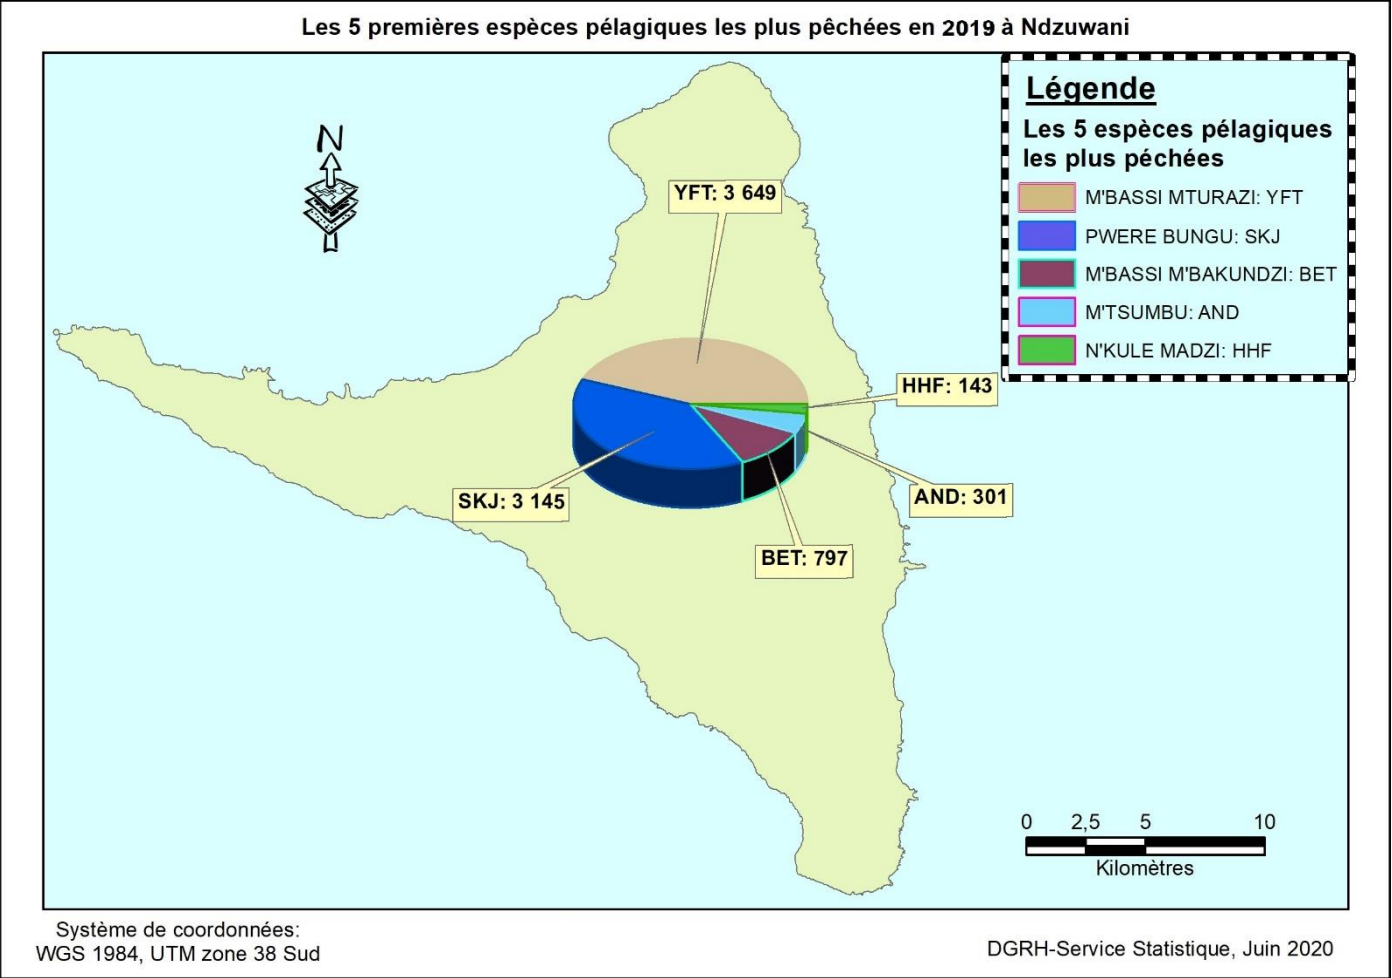 Les 5 premières espèces pélagiques les plus pêchées en 2019 à Ndzuwani
Légende
Les 5 espèces pélagiques
les plus péchées
M'BASSI MTURAZI: YFT
PWERE BUNGU: SKJ
M'BASSI M'BAKUNDZI: BET
M'TSUMBU: AND
N'KULE MADZI: HHF
N
YFT: 3 649
HHF: 143
SKJ: 3 145
AND: 301
BET: 797
0 2,5 5 10
Kilomètres
Système de coordonnées:
WGS 1984, UTM zone 38 Sud
DGRH-Service Statistique, Juin 2020